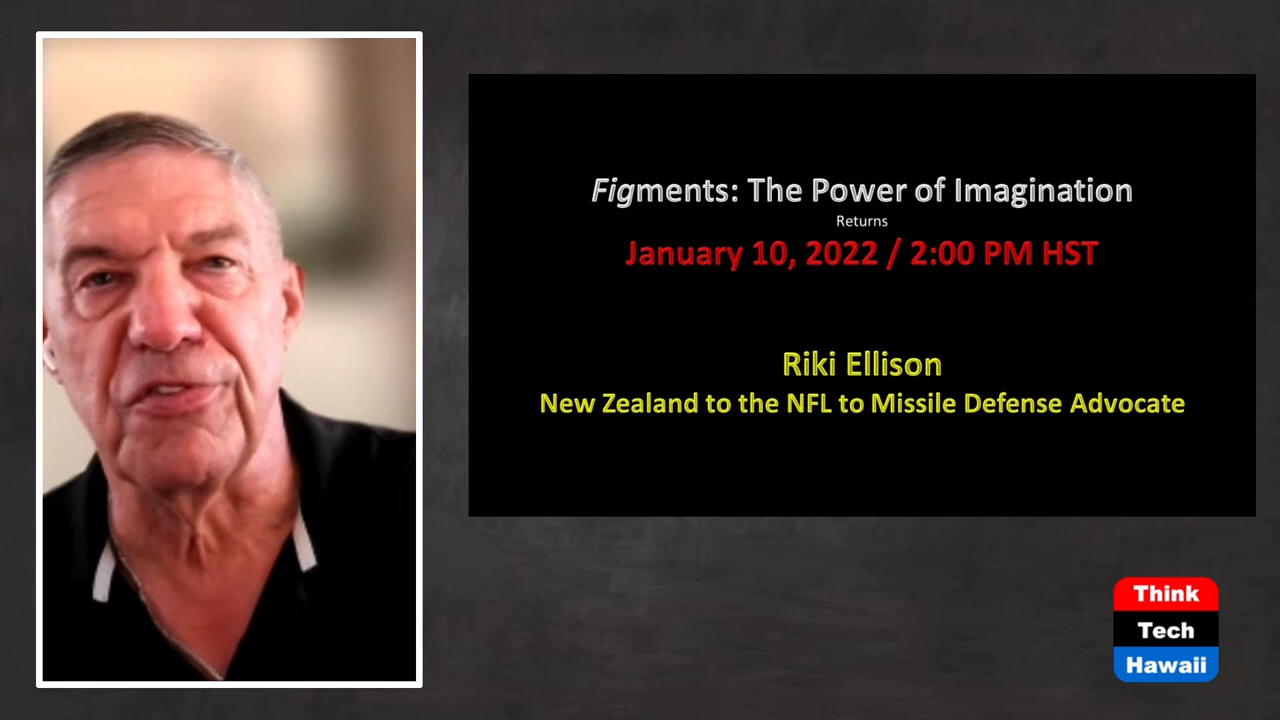 Figments: The Power of Imagination
Returns
January 10, 2022 / 2:00 PM HST
Riki Ellison
New Zealand to the NFL to Missile Defense Advocate
Think
Tech
Hawaii